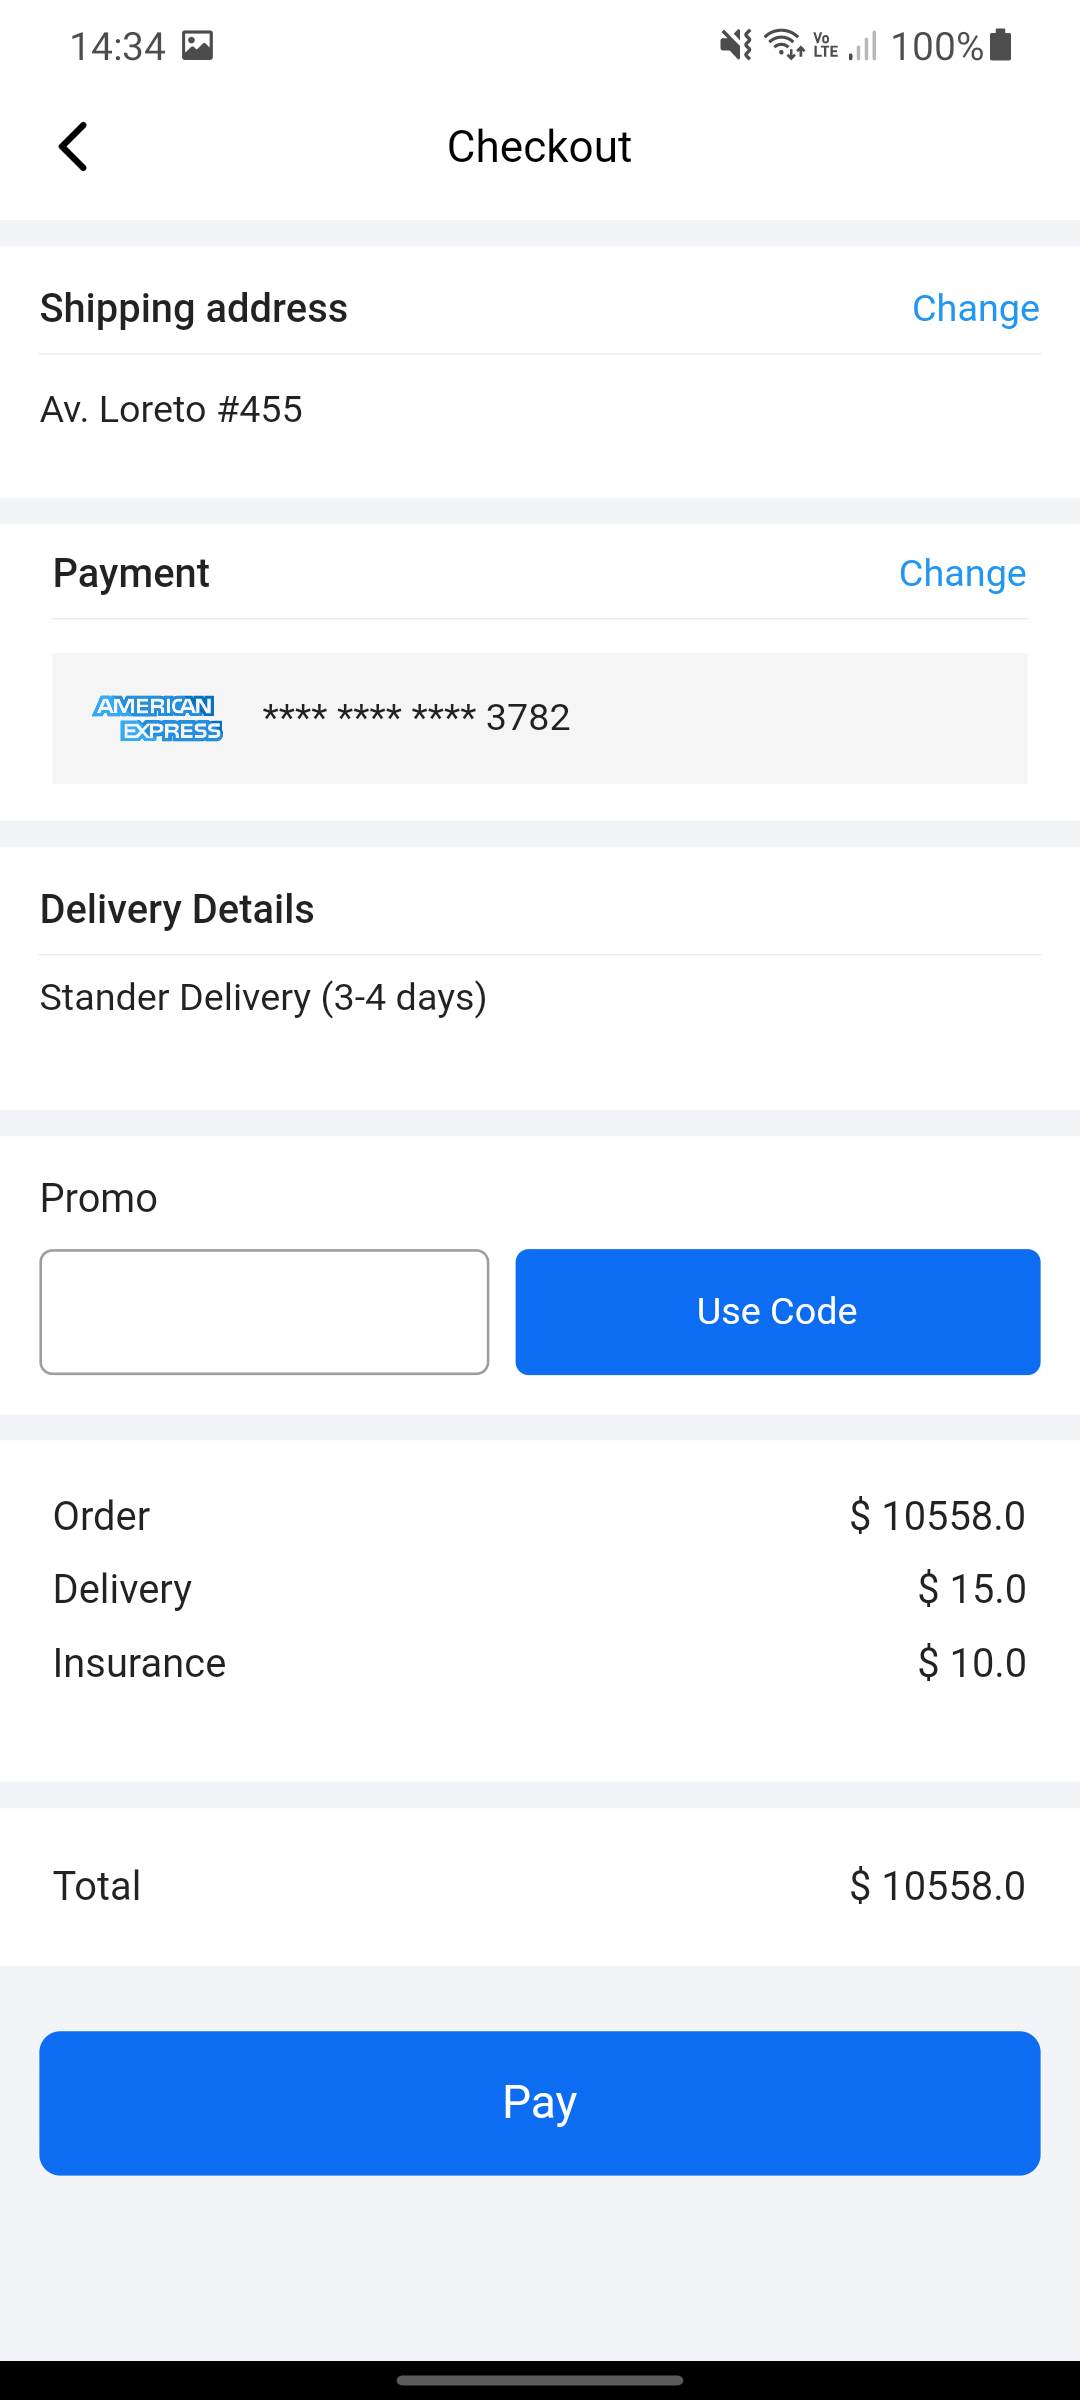 14:34 Vo LTE 100%
Checkout
Shipping address Change
Av. Loreto #455
Payment Change
AMERICAN EXPRESS **** **** **** 3782
Delivery Details
Stander Delivery (3-4 days)
Promo
Use Code
Order $ 10558.0
Delivery $ 15.0
Insurance $ 10.0
Total $ 10558.0
Pay